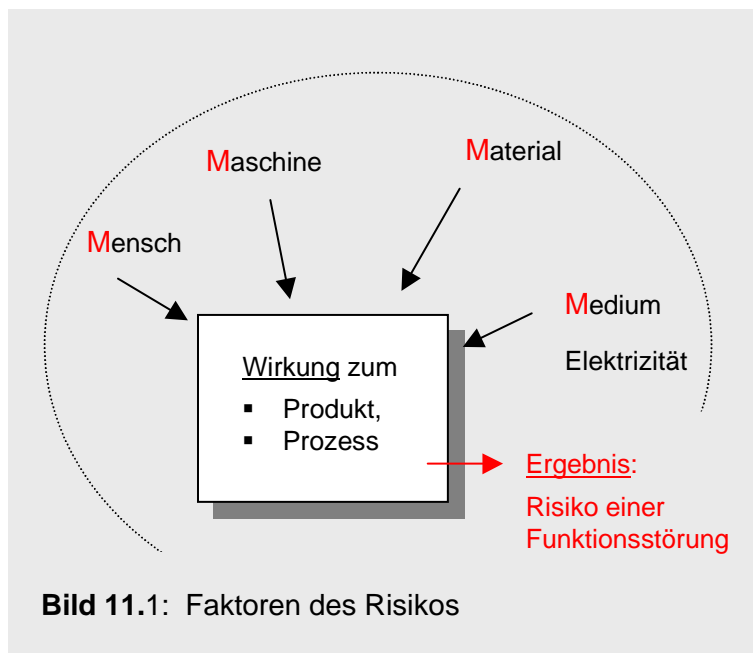 Maschine
Material
Mensch
Medium
Elektrizität
Wirkung zum
▪ Produkt,
▪ Prozess
Ergebnis:
Risiko einer
Funktionsstörung
Bild 11.1: Faktoren des Risikos